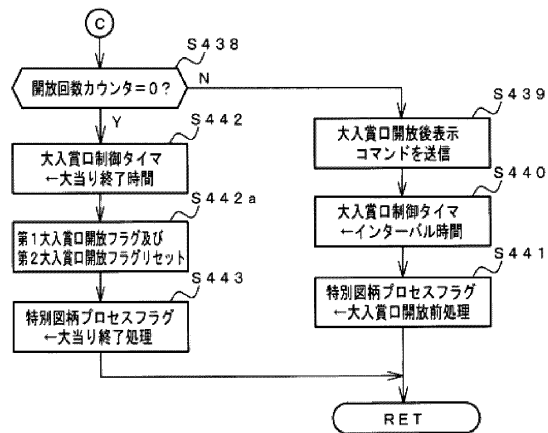 C
S438
開放回数カウンタ=0?
N
Y
S442
大入賞口制御タイマ
←大当り終了時間
S442a
第1大入賞口開放フラグ及び
第2大入賞口開放フラグリセット
S443
特別図柄プロセスフラグ
←大当り終了処理
S439
大入賞口開放後表示
コマンドを送信
S440
大入賞口制御タイマ
←インターバル時間
S441
特別図柄プロセスフラグ
←大入賞口開放前処理
RET